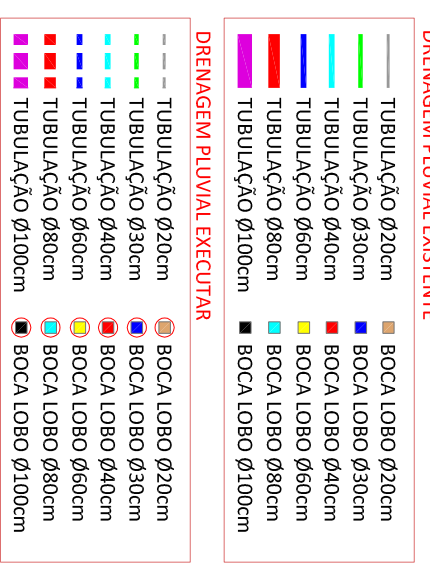 DRENAGEM PLUVIAL EXISTENTE
TUBULAÇÃO Ø20cm BOCA LOBO Ø20cm
TUBULAÇÃO Ø30cm BOCA LOBO Ø30cm
TUBULAÇÃO Ø40cm BOCA LOBO Ø40cm
TUBULAÇÃO Ø60cm BOCA LOBO Ø60cm
TUBULAÇÃO Ø80cm BOCA LOBO Ø80cm
TUBULAÇÃO Ø100cm BOCA LOBO Ø100cm
DRENAGEM PLUVIAL EXECUTAR
TUBULAÇÃO Ø20cm BOCA LOBO Ø20cm
TUBULAÇÃO Ø30cm BOCA LOBO Ø30cm
TUBULAÇÃO Ø40cm BOCA LOBO Ø40cm
TUBULAÇÃO Ø60cm BOCA LOBO Ø60cm
TUBULAÇÃO Ø80cm BOCA LOBO Ø80cm
TUBULAÇÃO Ø100cm BOCA LOBO Ø100cm